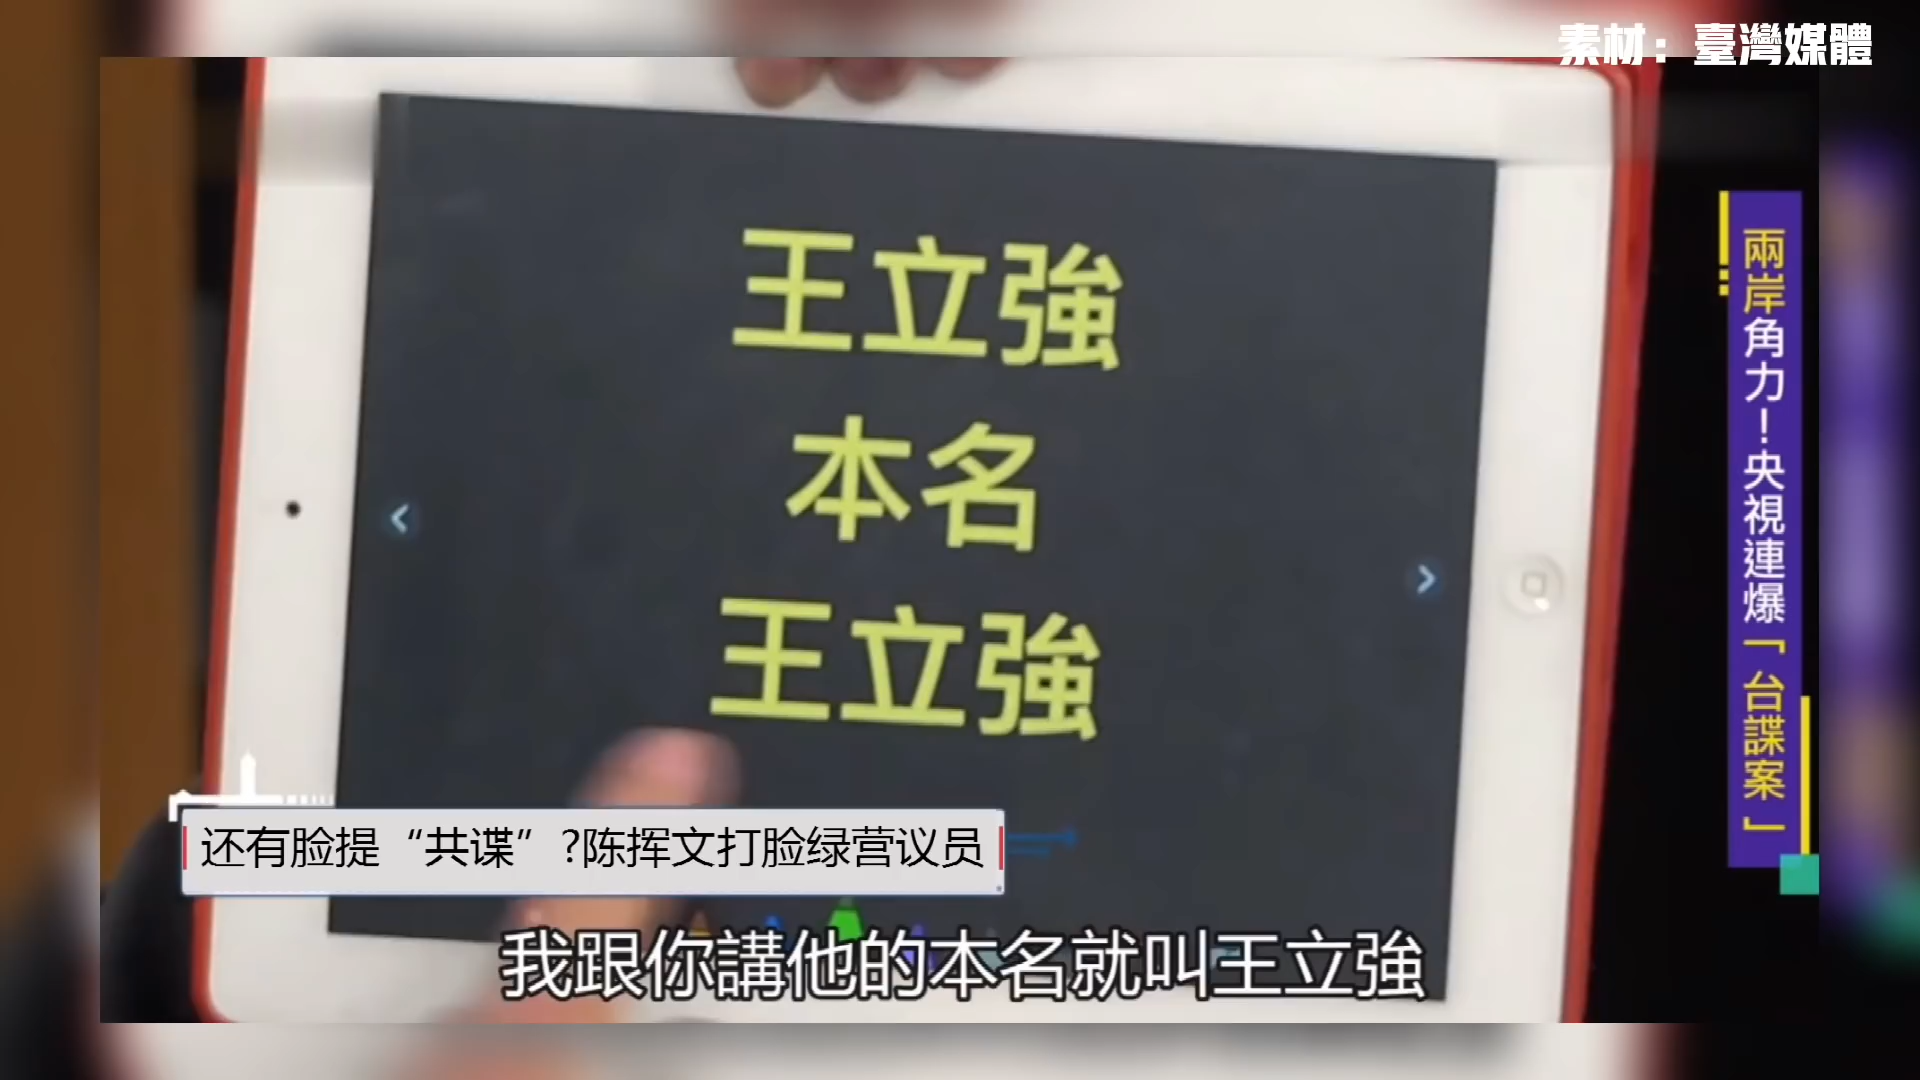 素材：臺灣媒體
王立強
本名
王立強
兩岸角力！央視連爆「台諜案」
还有脸提“共谍”?陈挥文打脸绿营议员
我跟你講他的本名就叫王立強